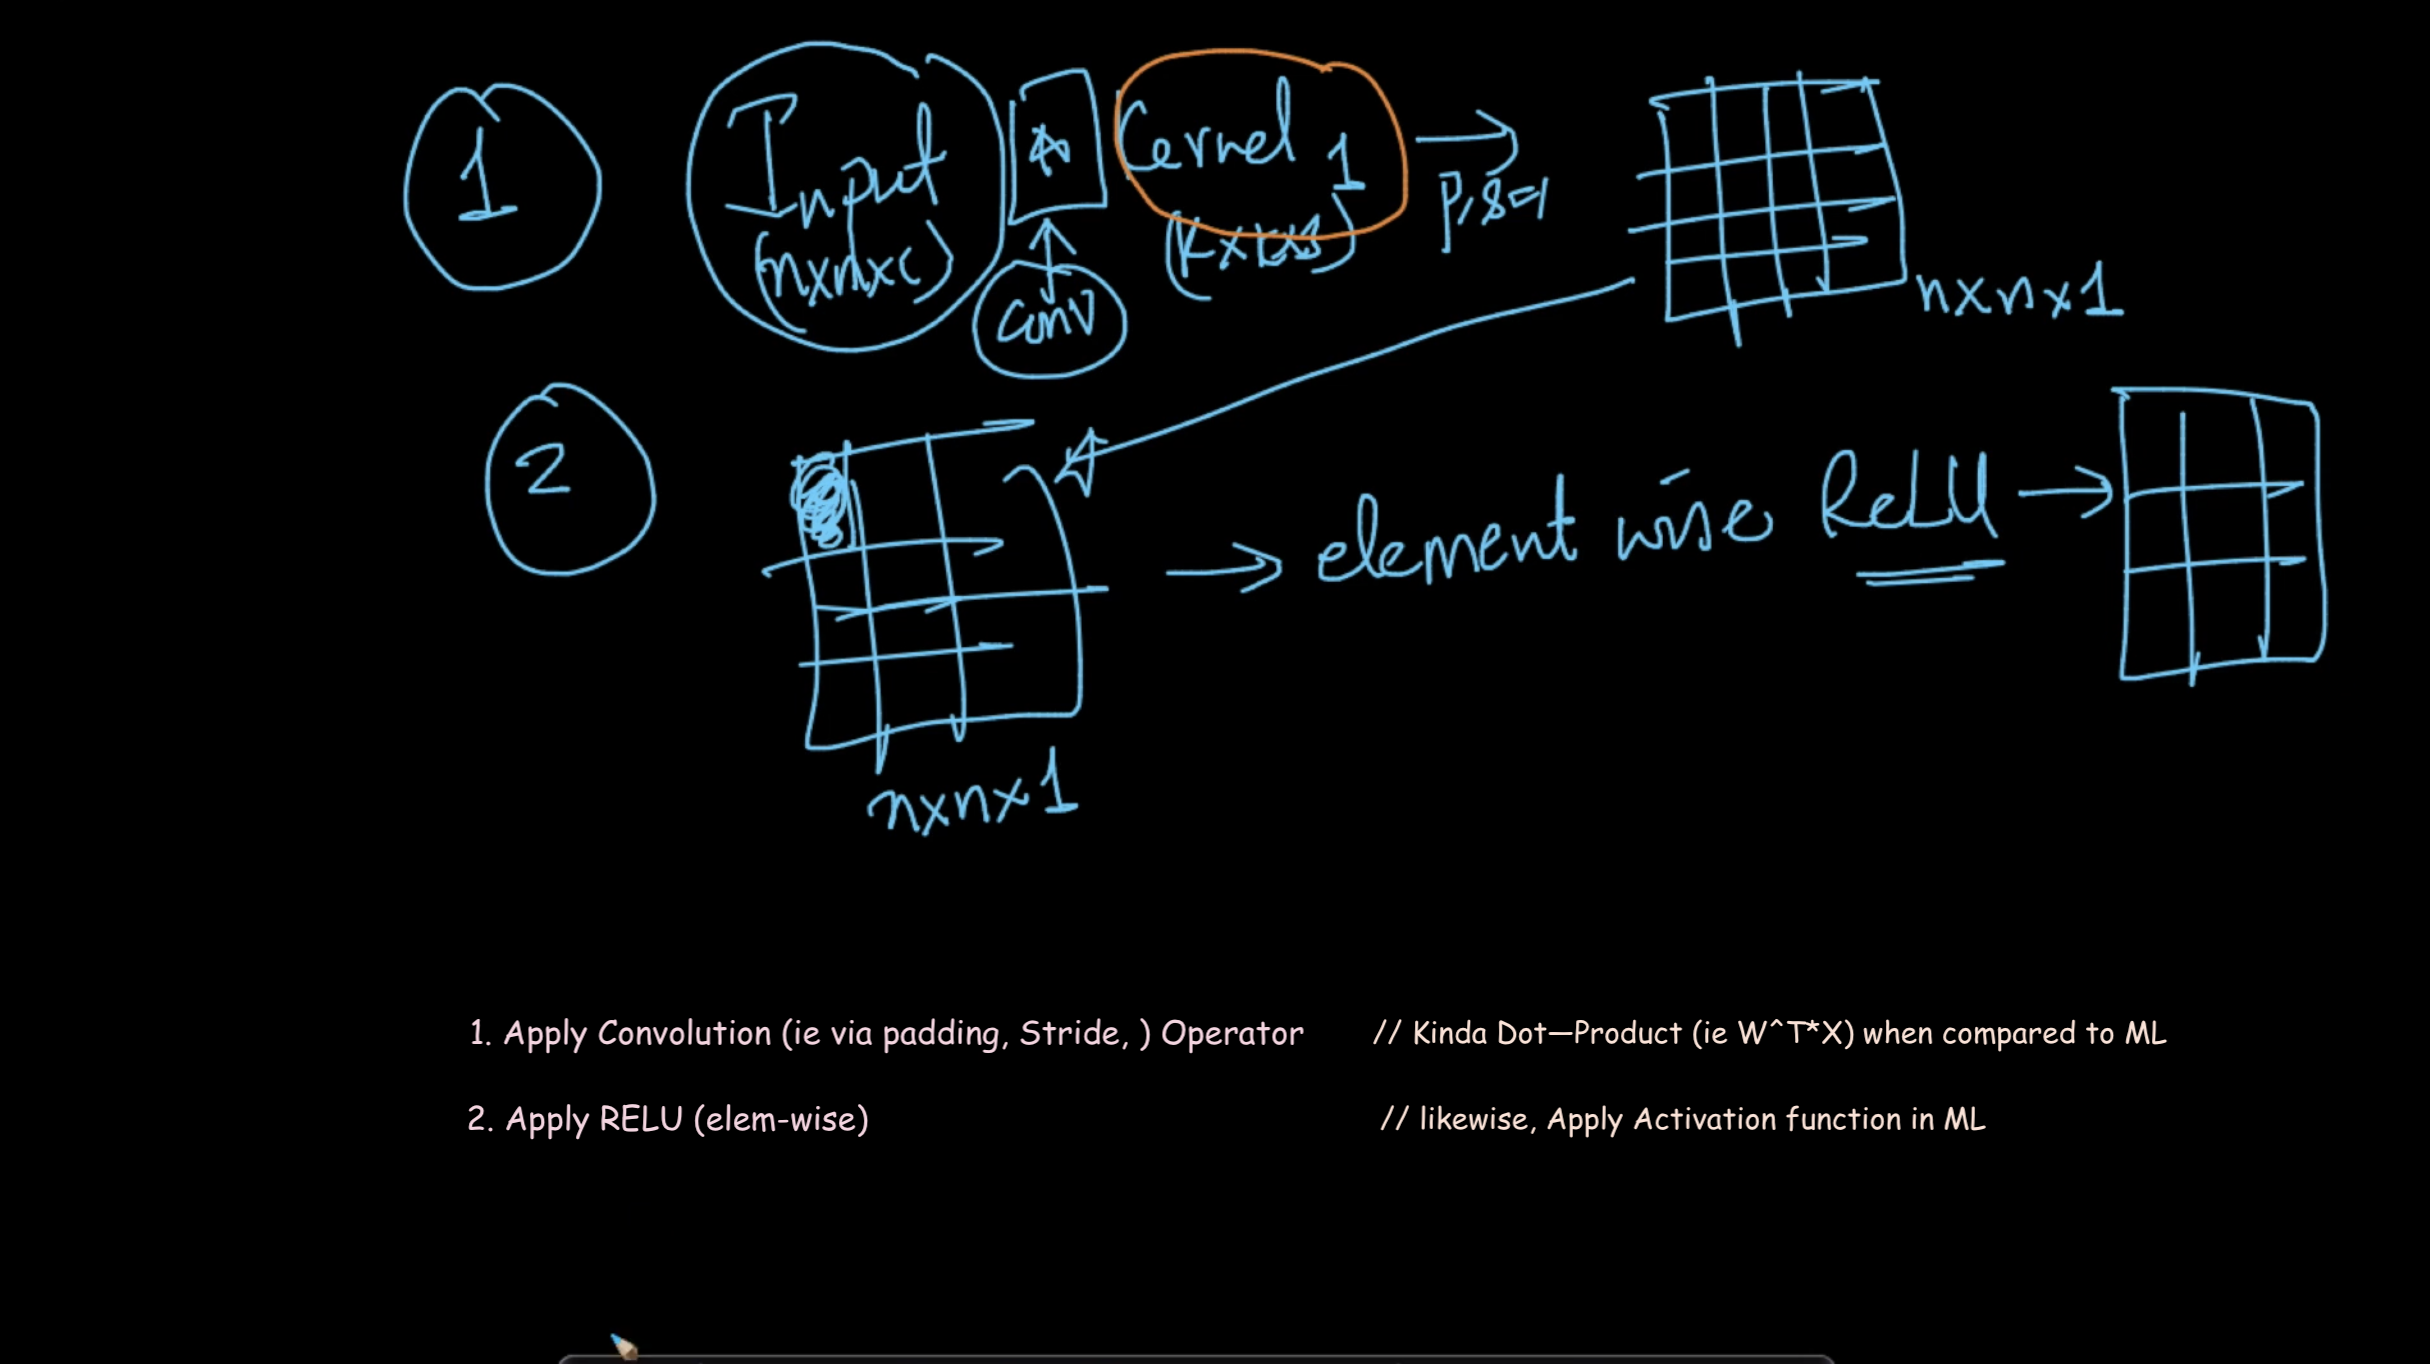 1 Input * Kernel 1 → p, s=1
(nxnxc) (kxkx
Conv
nxnx1
2 → element wise ReLU →
nxnx1
1. Apply Convolution (ie via padding, Stride, ) Operator // Kinda Dot—Product (ie W^T*X) when compared to ML
2. Apply RELU (elem-wise) // likewise, Apply Activation function in ML